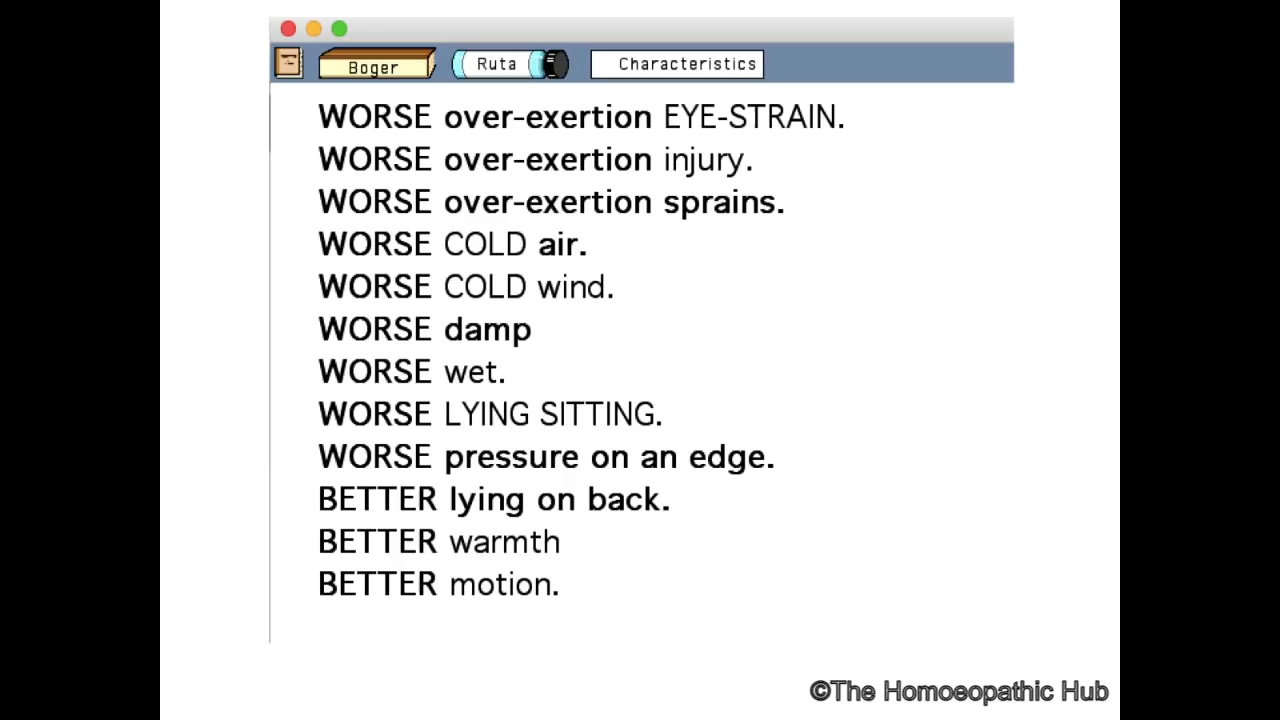 Boger Ruta Characteristics
WORSE over-exertion EYE-STRAIN.
WORSE over-exertion injury.
WORSE over-exertion sprains.
WORSE COLD air.
WORSE COLD wind.
WORSE damp
WORSE wet.
WORSE LYING SITTING.
WORSE pressure on an edge.
BETTER lying on back.
BETTER warmth
BETTER motion.
©The Homoeopathic Hub